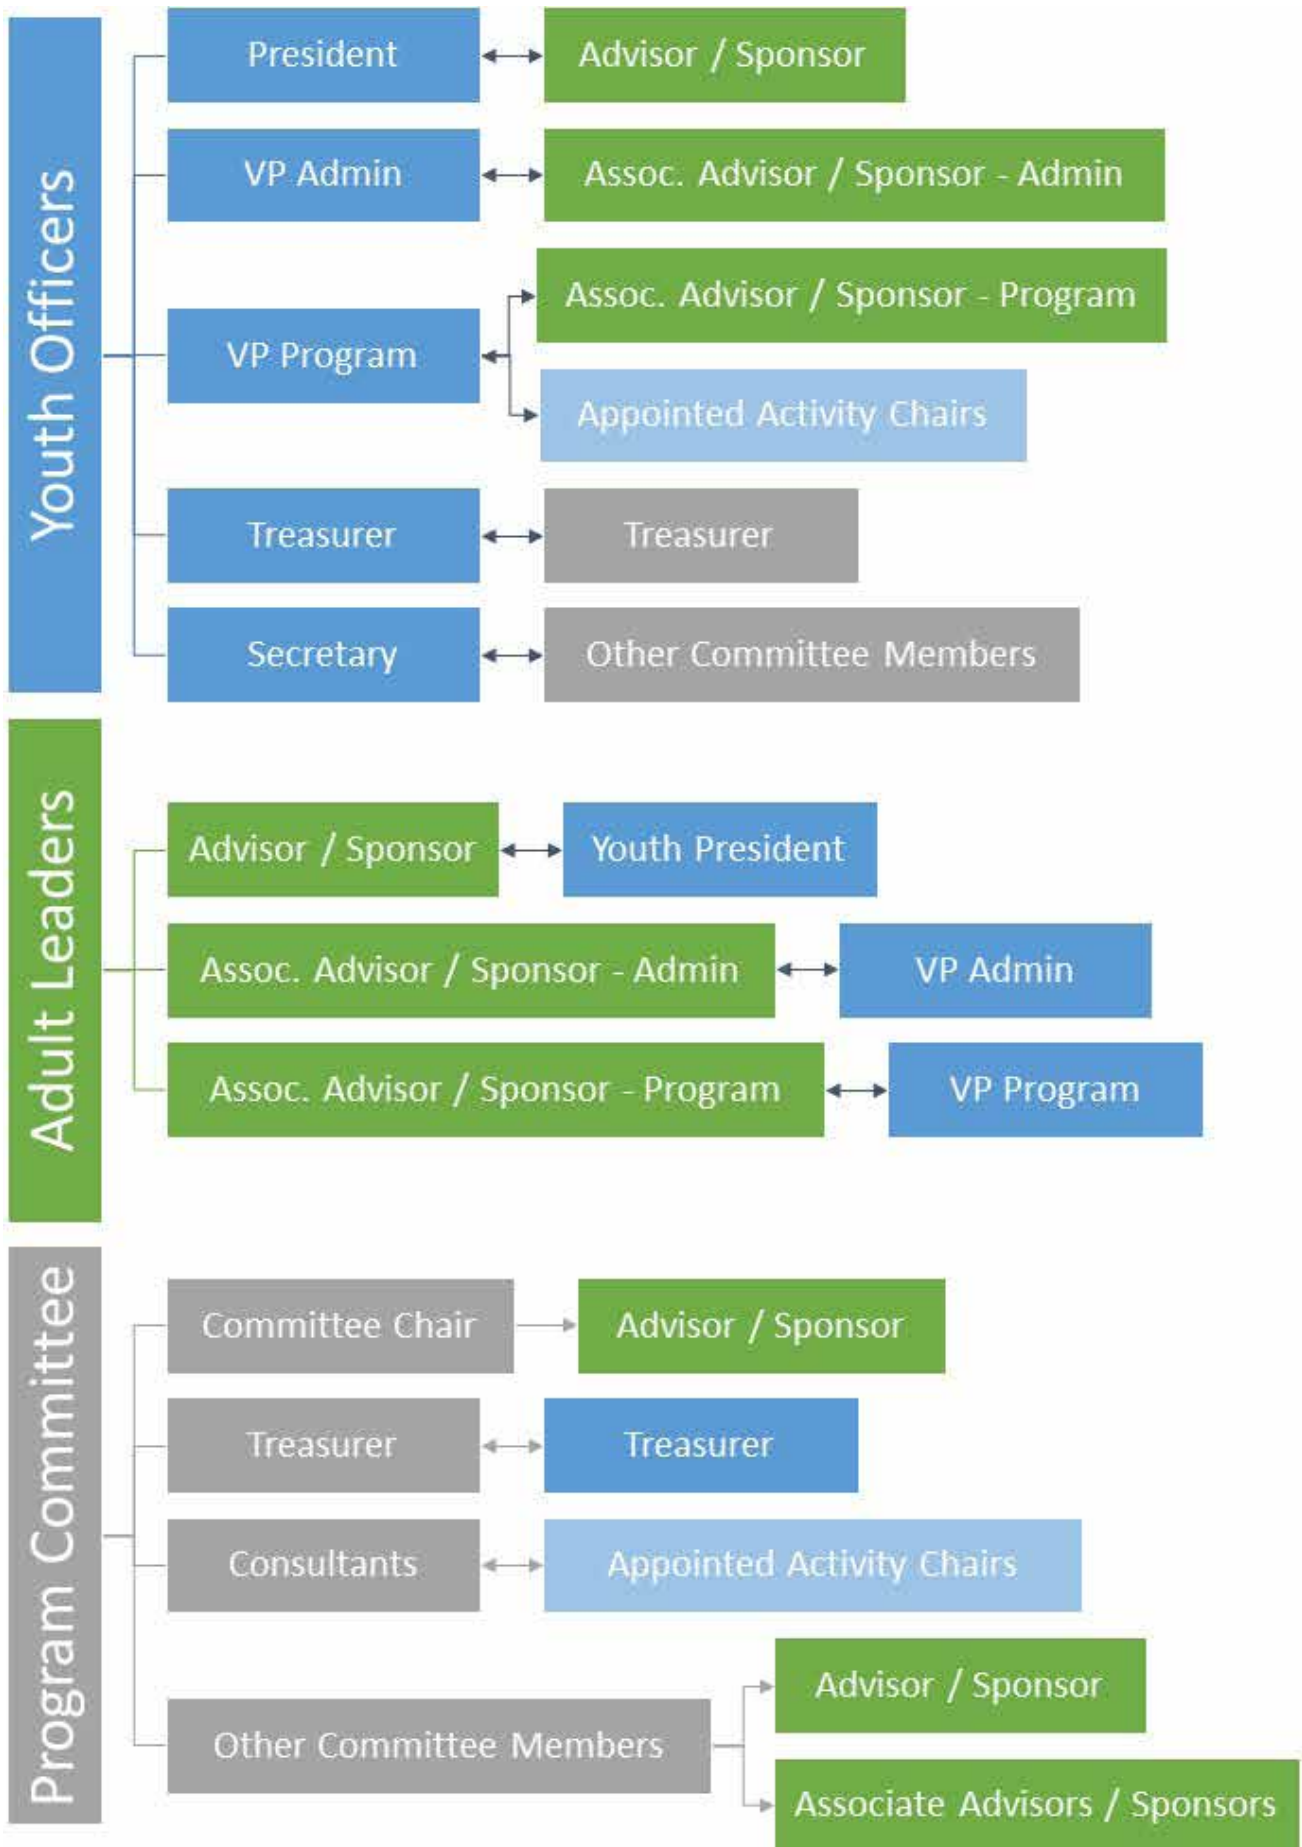 Youth Officers
President
Advisor / Sponsor
VP Admin
Assoc. Advisor / Sponsor - Admin
VP Program
Assoc. Advisor / Sponsor - Program
Appointed Activity Chairs
Treasurer
Treasurer
Secretary
Other Committee Members
Adult Leaders
Advisor / Sponsor
Youth President
Assoc. Advisor / Sponsor - Admin
VP Admin
Assoc. Advisor / Sponsor - Program
VP Program
Program Committee
Committee Chair
Advisor / Sponsor
Treasurer
Treasurer
Consultants
Appointed Activity Chairs
Other Committee Members
Advisor / Sponsor
Associate Advisors / Sponsors